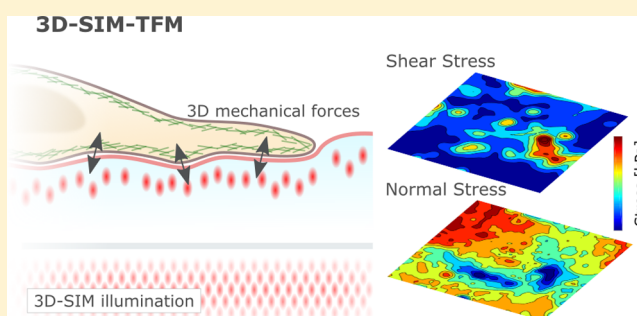 3D-SIM-TFM
3D mechanical forces
3D-SIM illumination
Shear Stress
Normal Stress